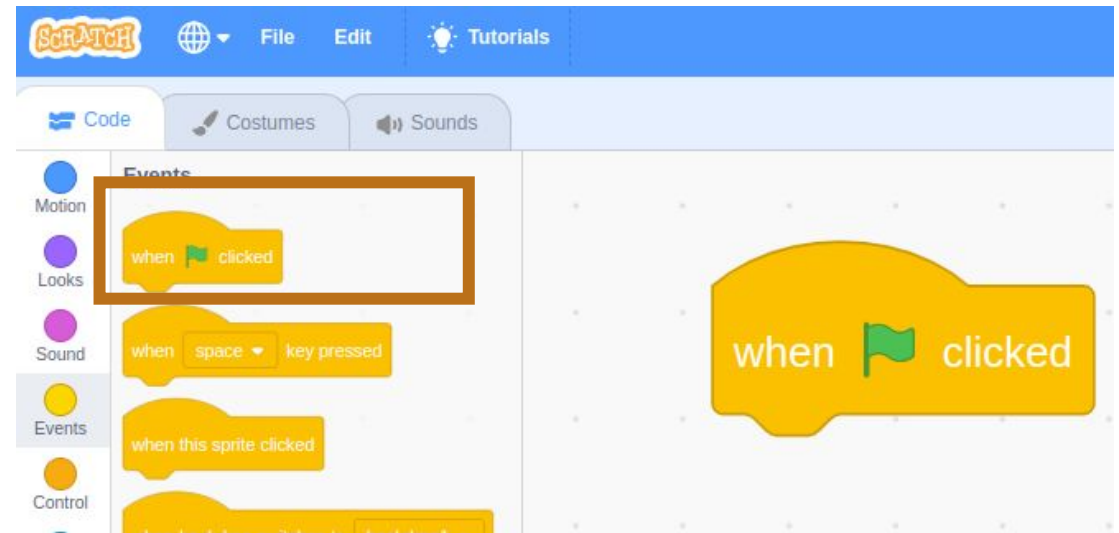 SCRATCH File Edit Tutorials
Code Costumes Sounds
Events
Motion
when clicked
Looks
Sound
when space key pressed
when clicked
Events
when this sprite clicked
Control